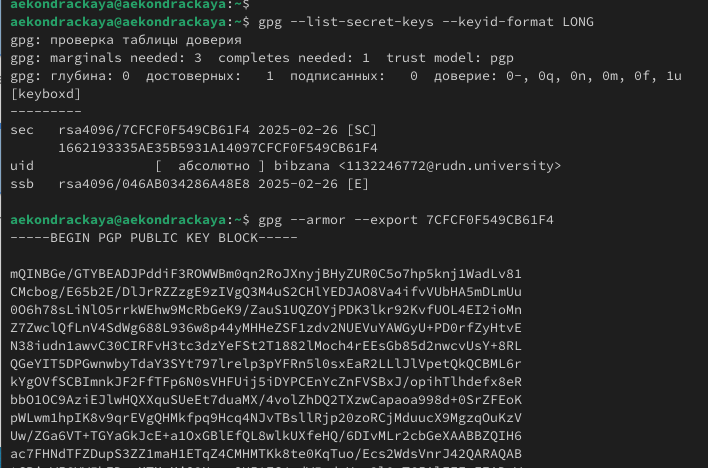 aekondrackaya@aekondrackaya:~$
aekondrackaya@aekondrackaya:~$ gpg --list-secret-keys --keyid-format LONG
gpg: проверка таблицы доверия
gpg: marginals needed: 3  completes needed: 1  trust model: pgp
gpg: глубина: 0  достоверных:   1  подписанных:   0  доверие: 0-, 0q, 0n, 0m, 0f, 1u
[keyboxd]
---------
sec   rsa4096/7CFCF0F549CB61F4 2025-02-26 [SC]
      1662193335AE35B5931A14097CFCF0F549CB61F4
uid                 [  абсолютно ] bibzana <1132246772@rudn.university>
ssb   rsa4096/046AB034286A48E8 2025-02-26 [E]
aekondrackaya@aekondrackaya:~$ gpg --armor --export 7CFCF0F549CB61F4
-----BEGIN PGP PUBLIC KEY BLOCK-----
mQINBGe/GTYBEADJPddiF3ROWWBm0qn2RoJXnyjBHyZUR0C5o7hp5knj1WadLv81
CMcbog/E65b2E/DlJrRZZzgE9zIVgQ3M4uS2CHlYEDJAO8Va4ifvVUbHA5mDLmUu
0O6h78sLiNlO5rrkWEhw9McRbGeK9/ZauS1UQZOYjPDK3lkr92KvfUOL4EI2ioMn
Z7ZwclQfLnV4SdWg688L936w8p44yMHHeZSF1zdv2NUEVuYAWGyU+PD0rfZyHtvE
N38iudn1awvC30CIRFvH3tc3dzYeFSt2T1882lMoch4rEEsGb85d2nwcvUsY+8RL
QGeYIT5DPGwnwbyTdaY3SYt797lrelp3pYFRn5l0sxEaR2LLlJlVpetQkQCBML6r
kYgOVfSCBImnkJF2FfTFp6N0sVHFUij5iDYPCEnYcZnFVSBxJ/opihTlhdefx8eR
bbO1OC9AziEJlwHQXXquSUeEt7duaMX/4volZhDQ2TXzwCapaoa998d+0SrZFEoK
pWLwm1hpIK8v9qrEVgQHMkfpq9Hcq4NJvTBsllRjp20zoRCjMduucX9MgzqOuKzV
Uw/ZGa6VT+TGYaGkJcE+a1OxGBlEfQL8wlkUXfeHQ/6DIvMLr2cbGeXAABBZQIH6
ac7FHNdTFZDupS3ZZ1maH1ETqZ4CMHMTKk8te0KqTuo/Ecs2WdsVnrJ42QARAQAB